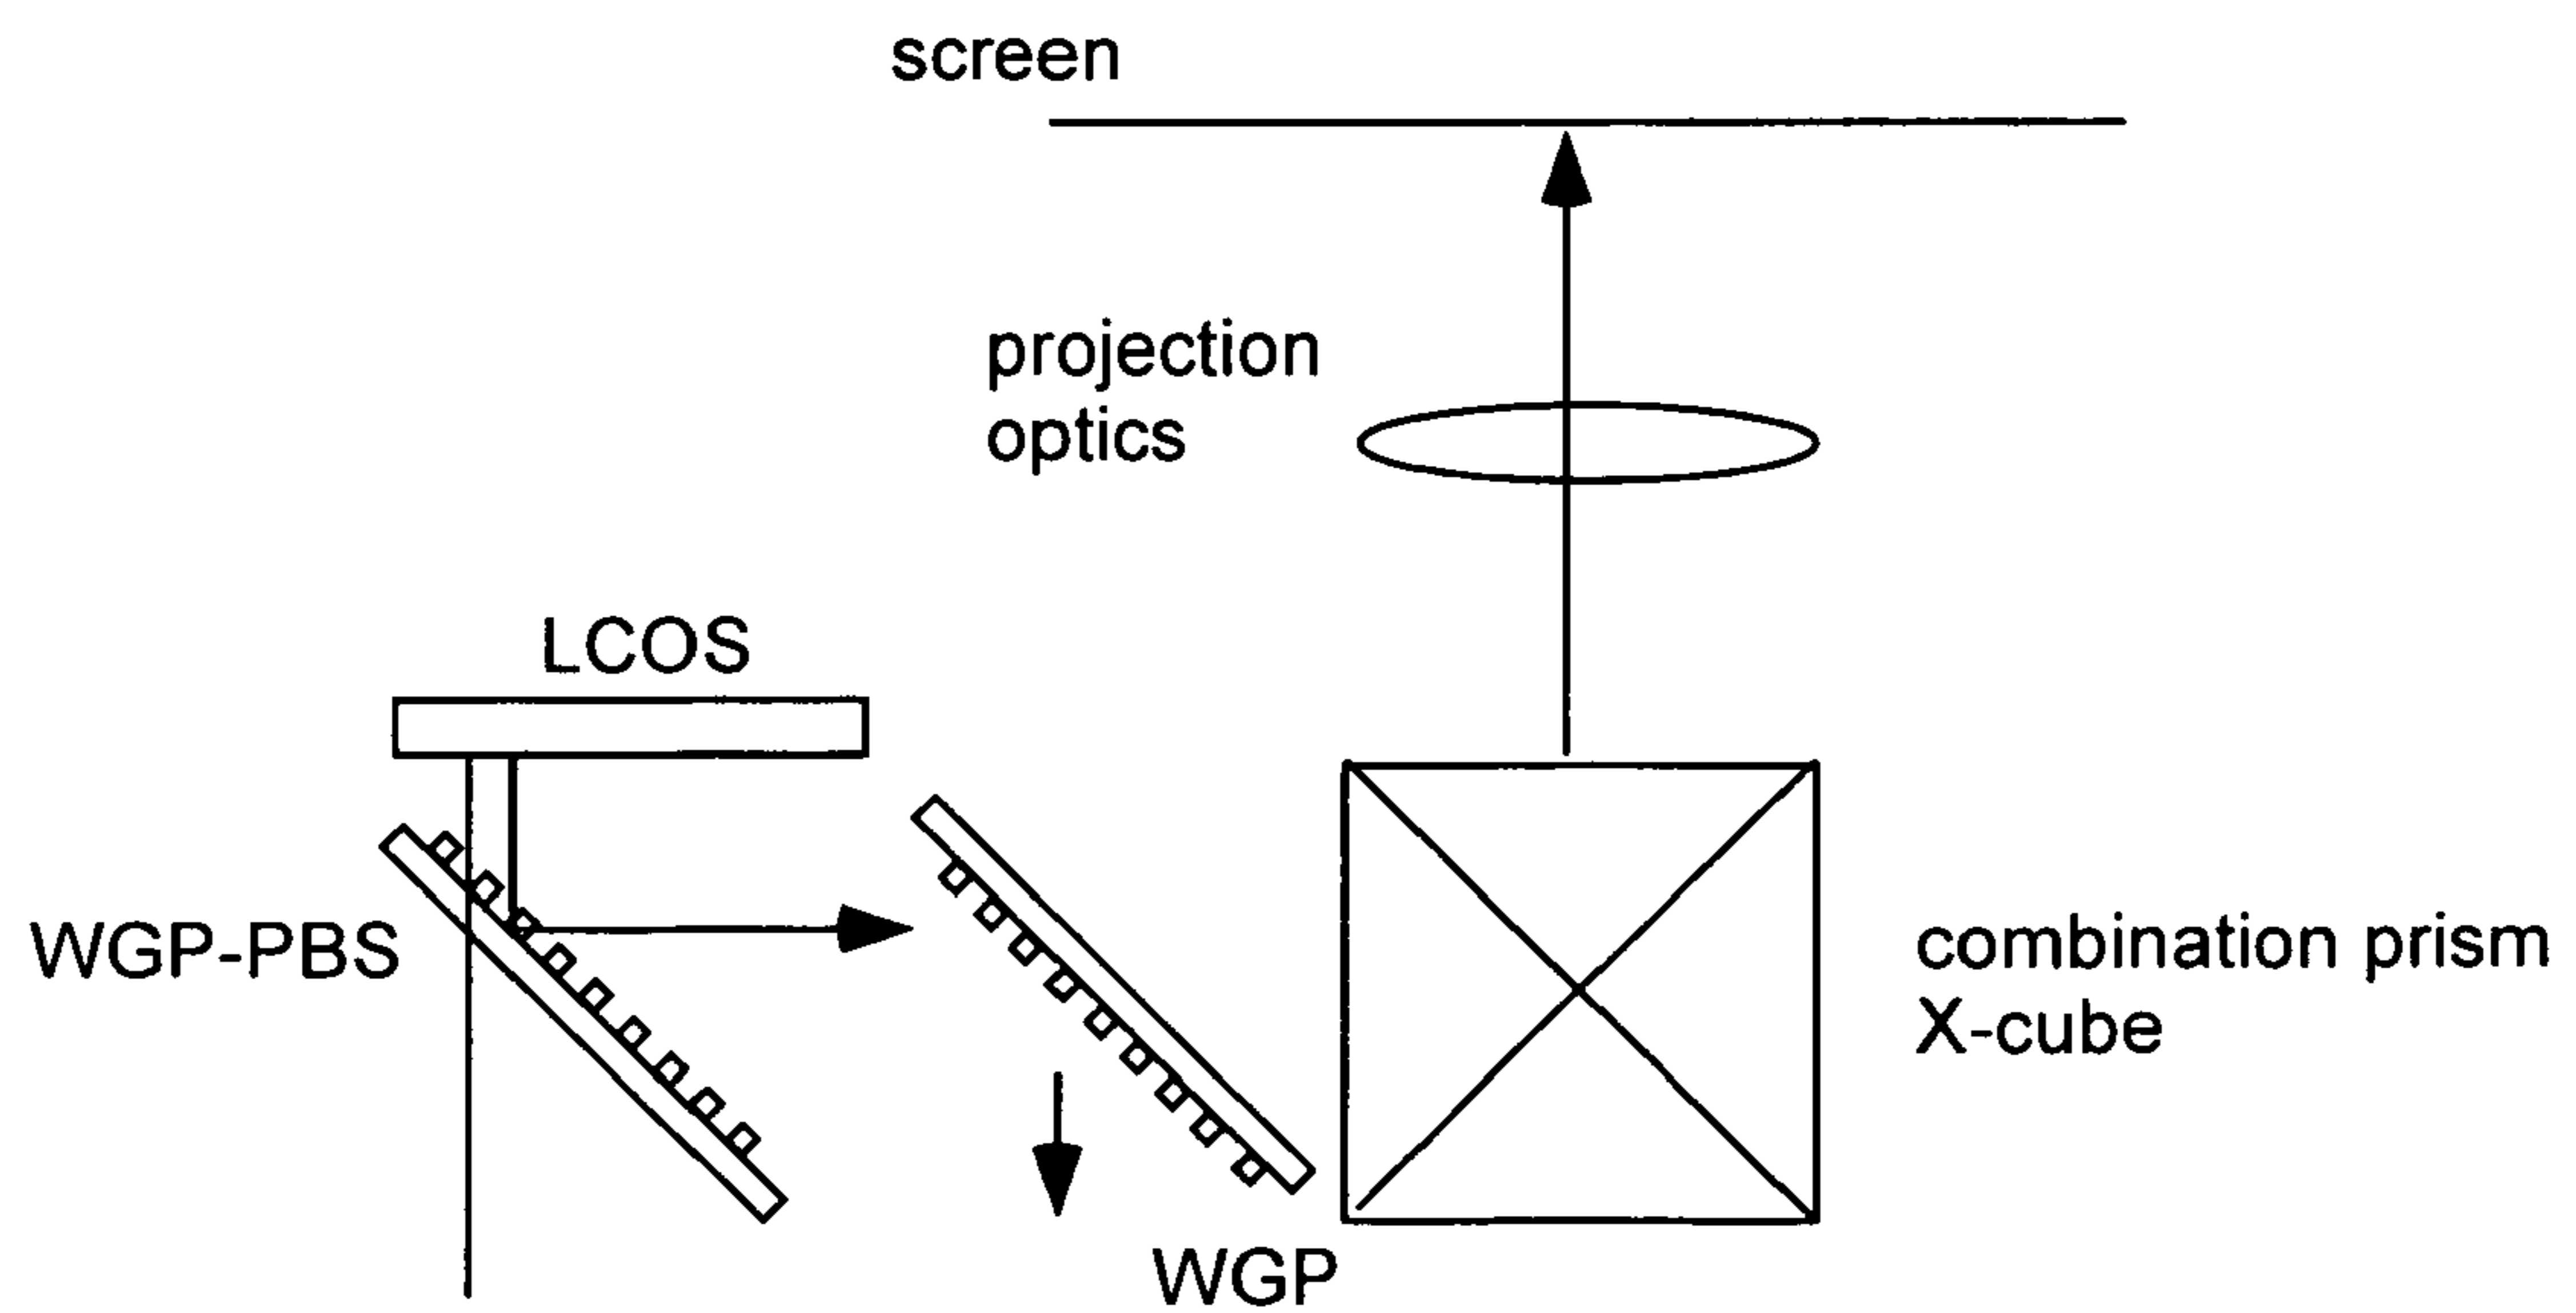 screen
projection
optics
LCOS
WGP-PBS
combination prism
X-cube
WGP